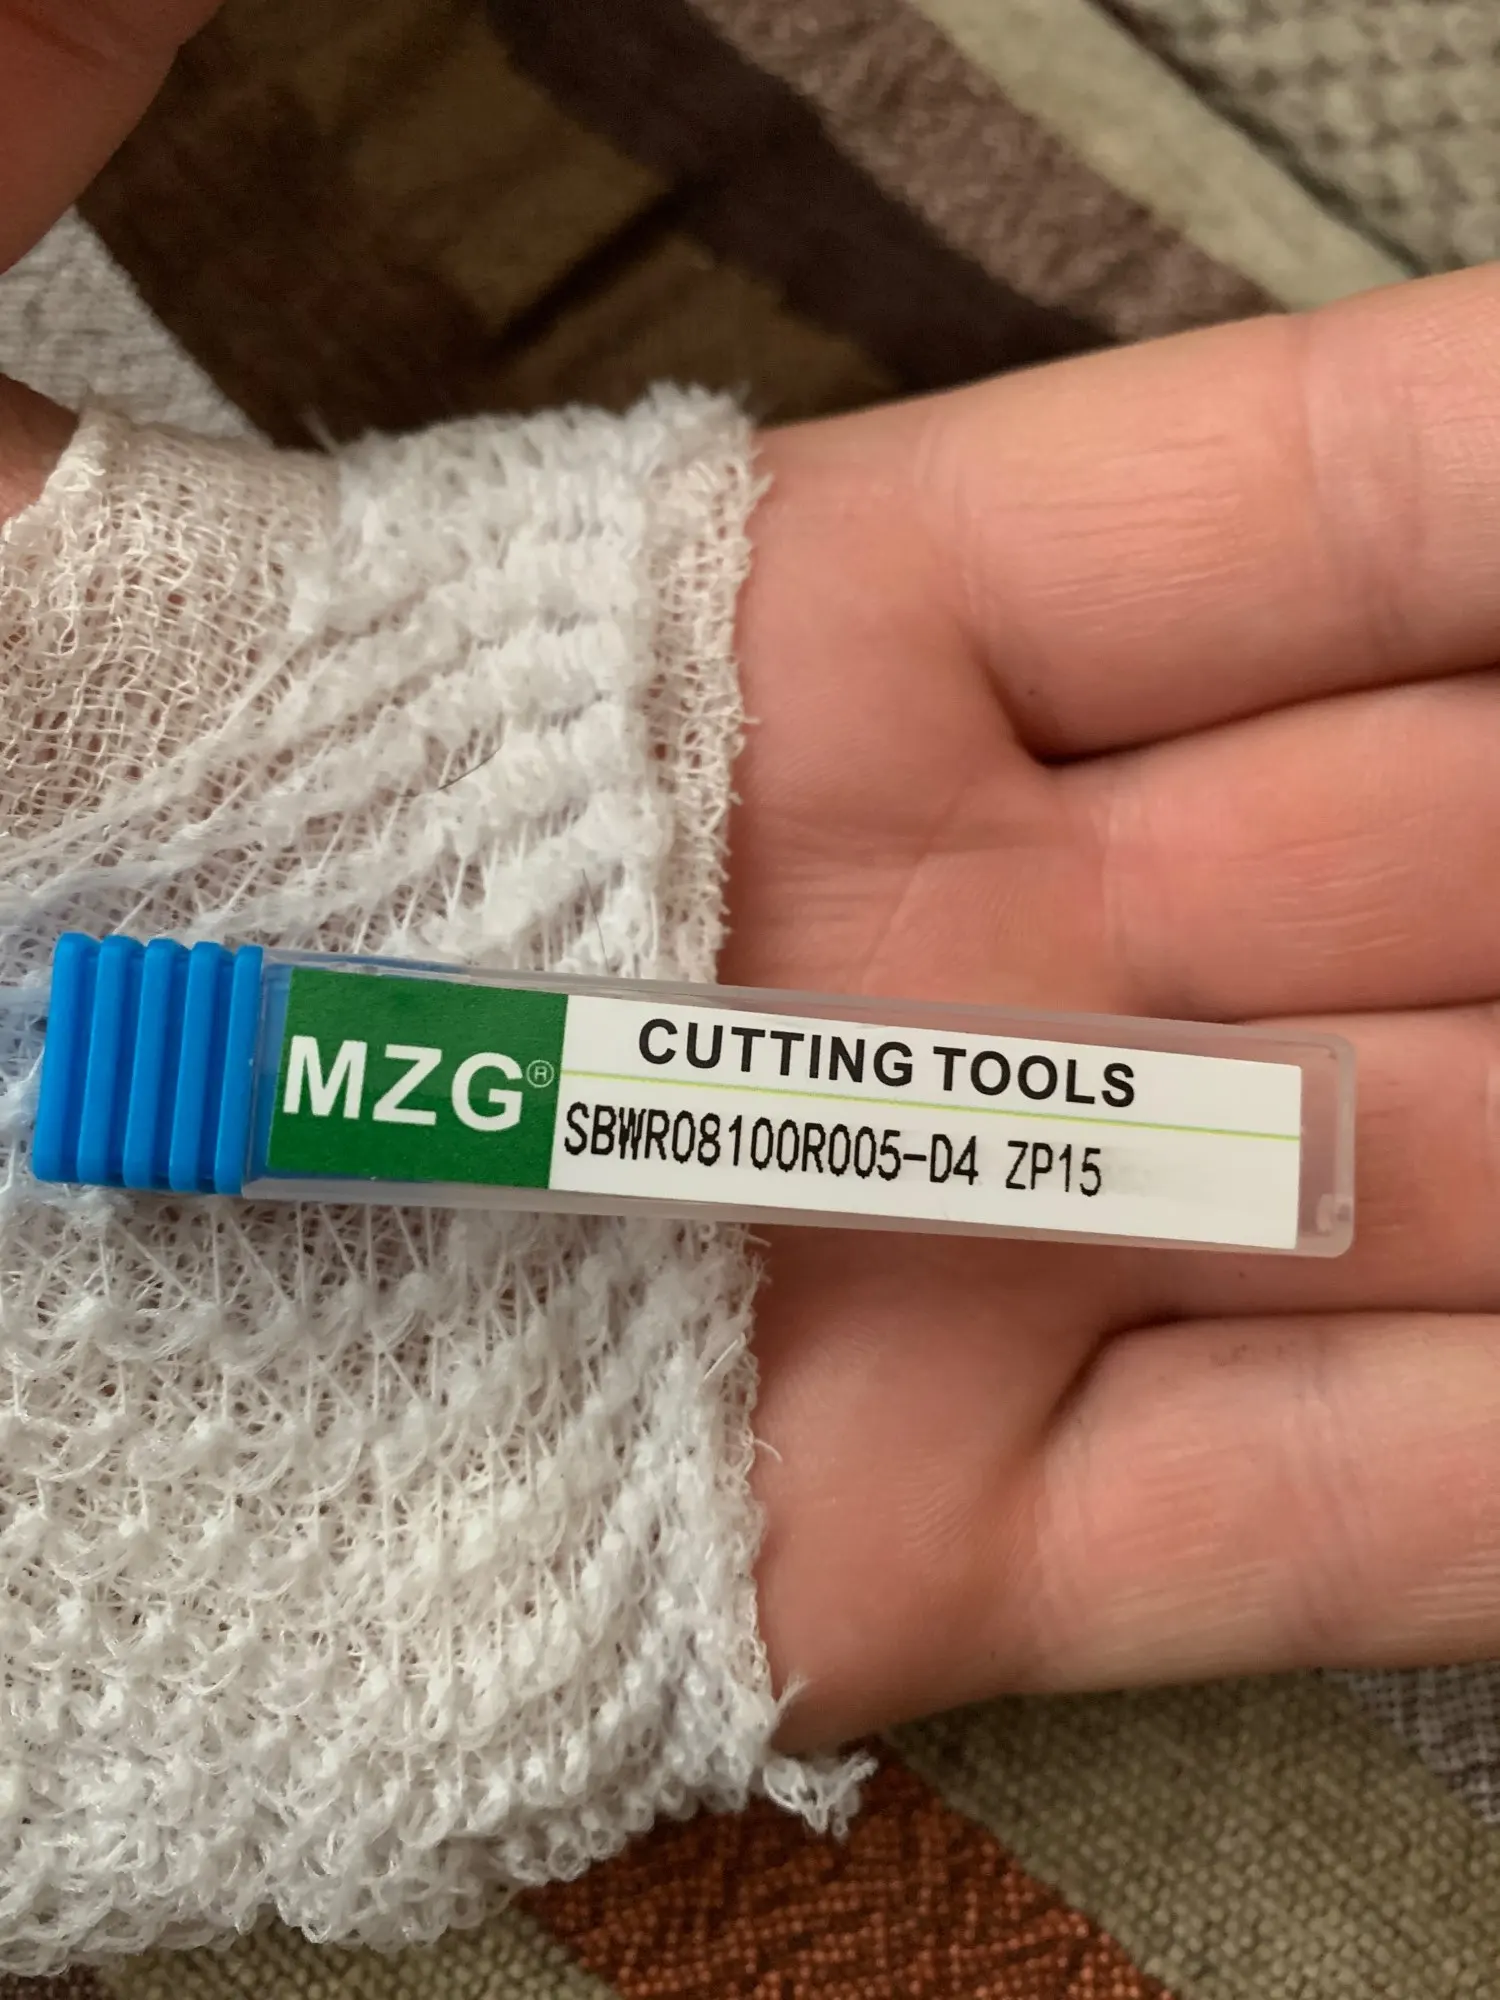 MZG®
CUTTING TOOLS
SBWR08100R005-D4 ZP15